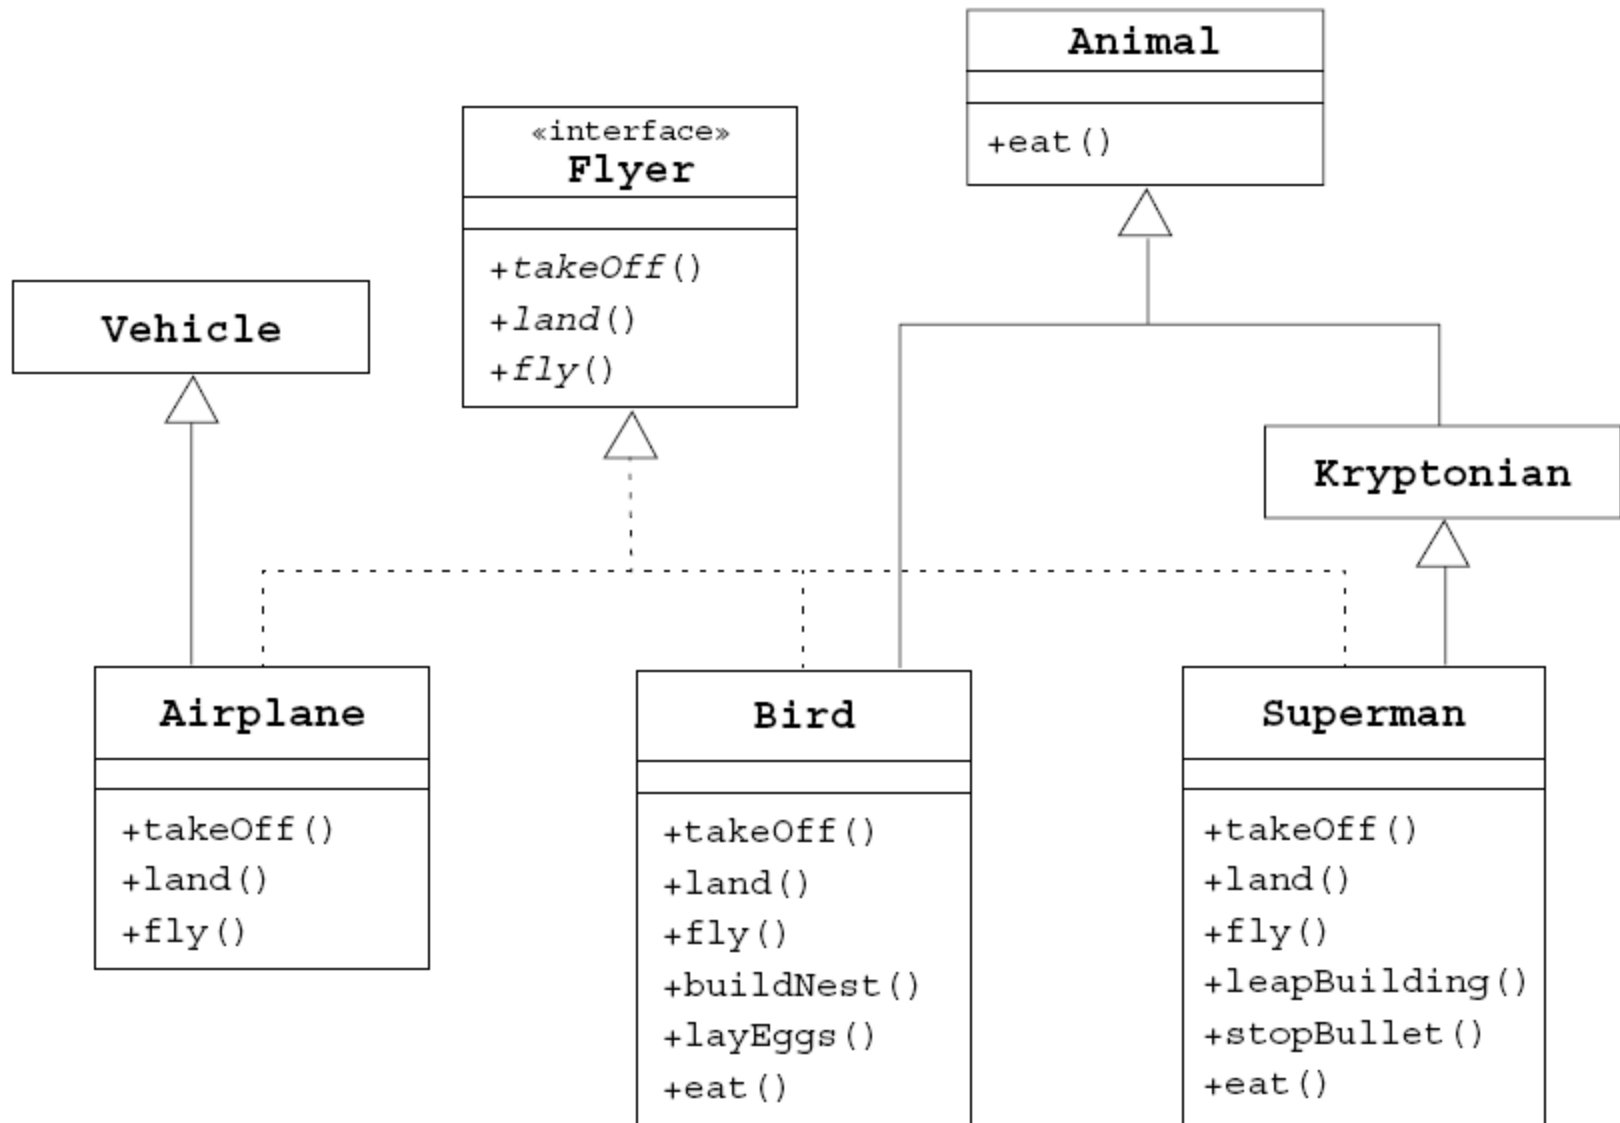 Animal
+eat()
«interface»
Flyer
+takeOff()
+land()
+fly()
Vehicle
Kryptonian
Airplane
+takeOff()
+land()
+fly()
Bird
+takeOff()
+land()
+fly()
+buildNest()
+layEggs()
+eat()
Superman
+takeOff()
+land()
+fly()
+leapBuilding()
+stopBullet()
+eat()